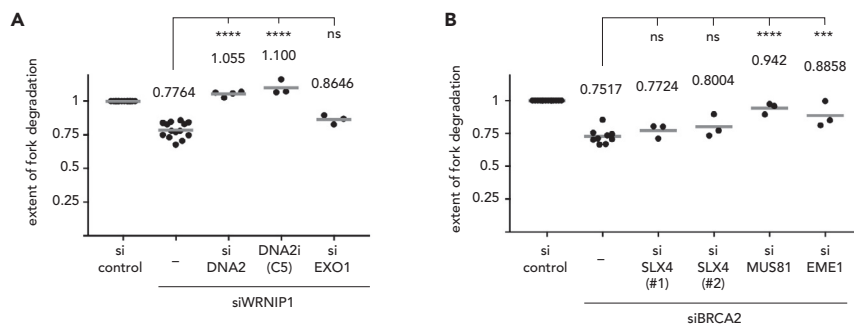 A
**** **** ns
0.7764 1.055 1.100 0.8646
extent of fork degradation
1
0.75
0.5
0.25
si control
–
si DNA2
DNA2i (C5)
si EXO1
siWRNIP1
B
ns ns **** ***
0.7517 0.7724 0.8004 0.942 0.8858
extent of fork degradation
1
0.75
0.5
0.25
si control
–
si SLX4 (#1)
si SLX4 (#2)
si MUS81
si EME1
siBRCA2